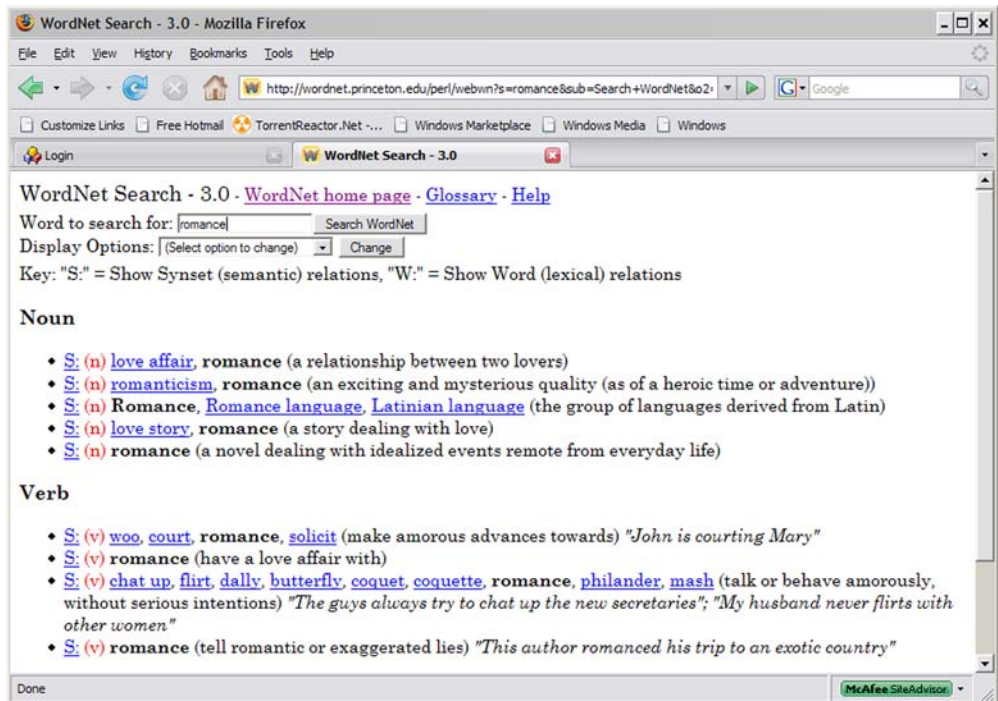 WordNet Search - 3.0 - Mozilla Firefox
File Edit View History Bookmarks Tools Help
http://wordnet.princeton.edu/perl/webwn?s=romance&sub=Search+WordNet&o2
G Google
Customize Links Free Hotmail TorrentReactor.Net -... Windows Marketplace Windows Media Windows
Login W WordNet Search - 3.0
WordNet Search - 3.0 - WordNet home page - Glossary - Help
Word to search for: romance Search WordNet
Display Options: (Select option to change) Change
Key: "S:" = Show Synset (semantic) relations, "W:" = Show Word (lexical) relations
Noun
• S: (n) love affair, romance (a relationship between two lovers)
• S: (n) romanticism, romance (an exciting and mysterious quality (as of a heroic time or adventure))
• S: (n) Romance, Romance language, Latinian language (the group of languages derived from Latin)
• S: (n) love story, romance (a story dealing with love)
• S: (n) romance (a novel dealing with idealized events remote from everyday life)
Verb
• S: (v) woo, court, romance, solicit (make amorous advances towards) "John is courting Mary"
• S: (v) romance (have a love affair with)
• S: (v) chat up, flirt, dally, butterfly, coquet, coquette, romance, philander, mash (talk or behave amorously,
without serious intentions) "The guys always try to chat up the new secretaries"; "My husband never flirts with
other women"
• S: (v) romance (tell romantic or exaggerated lies) "This author romanced his trip to an exotic country"
Done McAfee SiteAdvisor